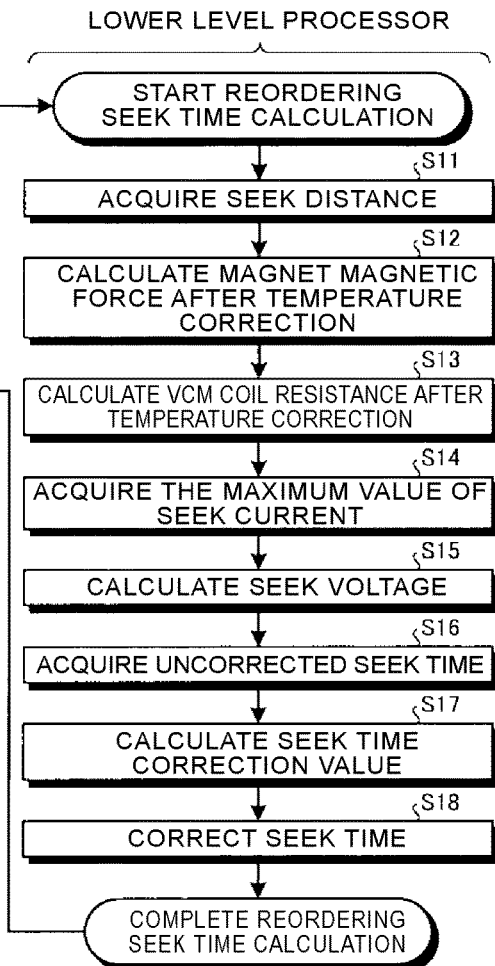 LOWER LEVEL PROCESSOR
START REORDERING
SEEK TIME CALCULATION
S11
ACQUIRE SEEK DISTANCE
S12
CALCULATE MAGNET MAGNETIC
FORCE AFTER TEMPERATURE
CORRECTION
S13
CALCULATE VCM COIL RESISTANCE AFTER
TEMPERATURE CORRECTION
S14
ACQUIRE THE MAXIMUM VALUE OF
SEEK CURRENT
S15
CALCULATE SEEK VOLTAGE
S16
ACQUIRE UNCORRECTED SEEK TIME
S17
CALCULATE SEEK TIME
CORRECTION VALUE
S18
CORRECT SEEK TIME
COMPLETE REORDERING
SEEK TIME CALCULATION